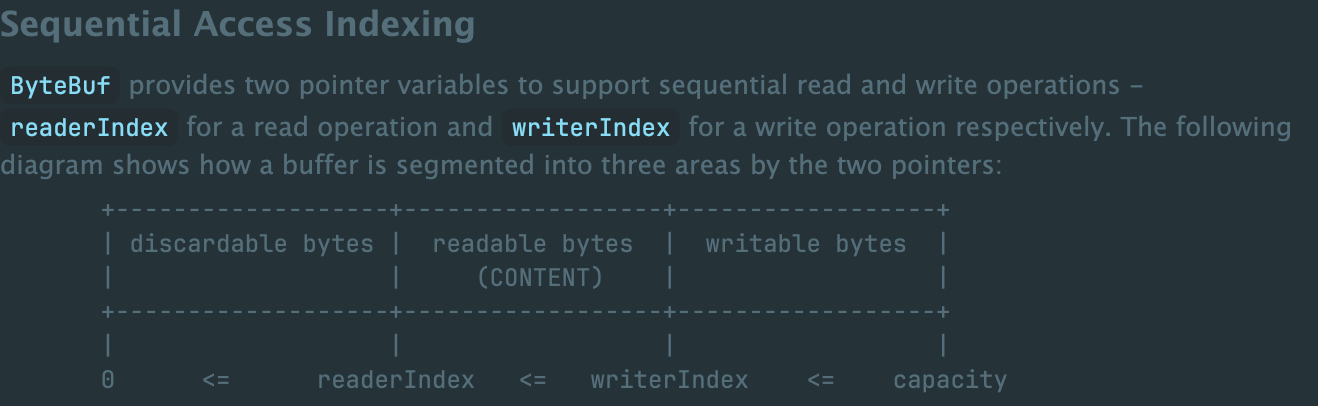 Sequential Access Indexing
ByteBuf provides two pointer variables to support sequential read and write operations –
readerIndex for a read operation and writerIndex for a write operation respectively. The following
diagram shows how a buffer is segmented into three areas by the two pointers:
+-------------------+------------------+------------------+
| discardable bytes |  readable bytes  |  writable bytes  |
|                   |     (CONTENT)    |                  |
+-------------------+------------------+------------------+
|                   |                  |                  |
0      <=      readerIndex   <=   writerIndex    <=    capacity